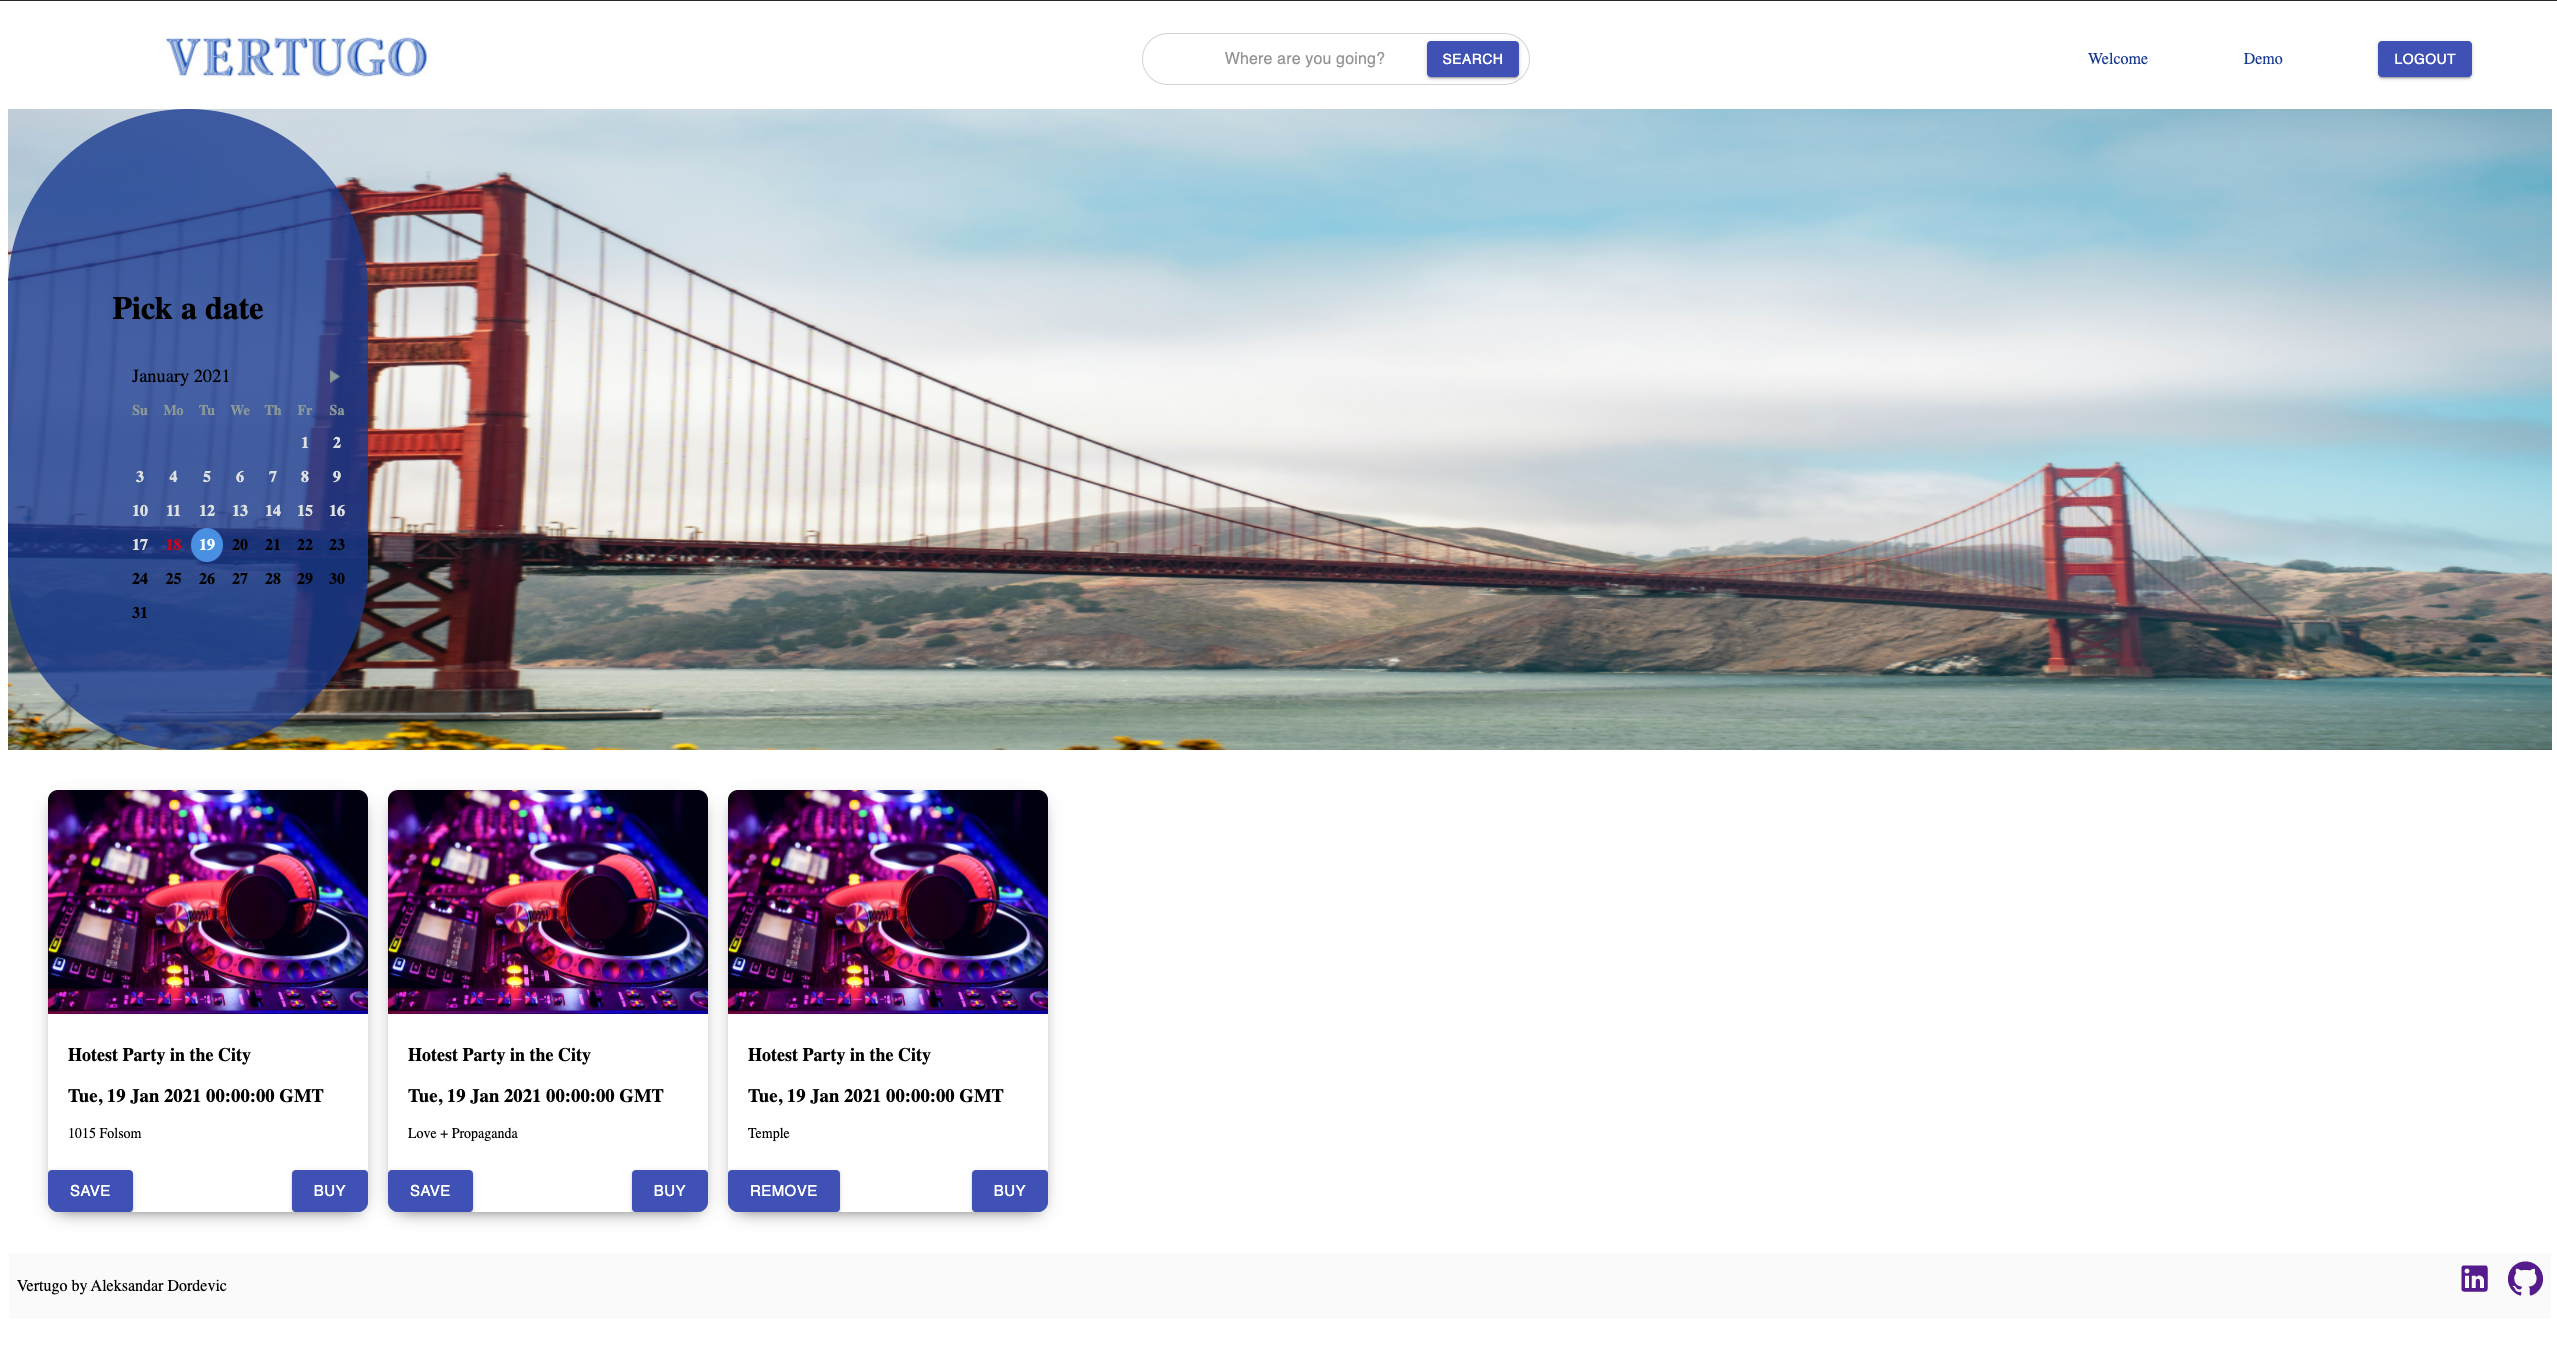 VERTUGO
Where are you going?
SEARCH
Welcome
Demo
LOGOUT
Pick a date
January 2021
Su Mo Tu We Th Fr Sa
1 2
3 4 5 6 7 8 9
10 11 12 13 14 15 16
17 18 19 20 21 22 23
24 25 26 27 28 29 30
31
Hotest Party in the City
Tue, 19 Jan 2021 00:00:00 GMT
1015 Folsom
SAVE
BUY
Hotest Party in the City
Tue, 19 Jan 2021 00:00:00 GMT
Love + Propaganda
SAVE
BUY
Hotest Party in the City
Tue, 19 Jan 2021 00:00:00 GMT
Temple
REMOVE
BUY
Vertugo by Aleksandar Dordevic
in